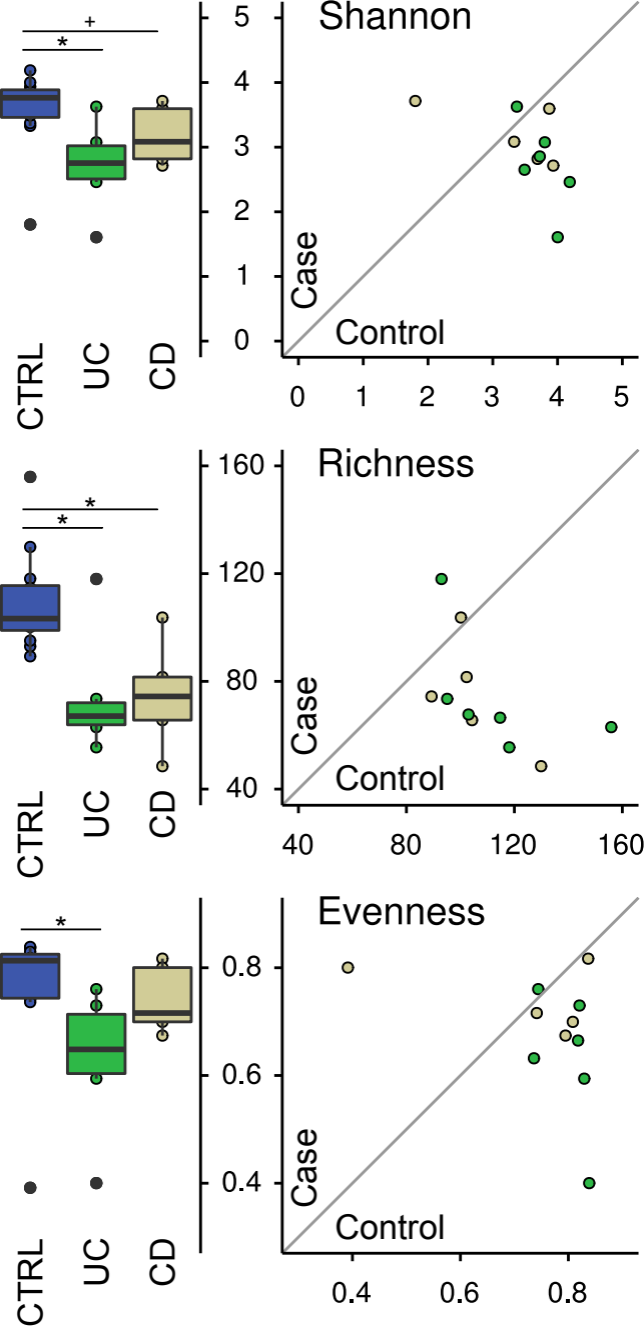 Shannon
+
*
5
4
3
2
1
0
Case
Control
CTRL
UC
CD
0 1 2 3 4 5
Richness
*
*
160
120
80
40
Case
Control
CTRL
UC
CD
40 80 120 160
Evenness
*
0.8
0.6
0.4
Case
Control
CTRL
UC
CD
0.4 0.6 0.8